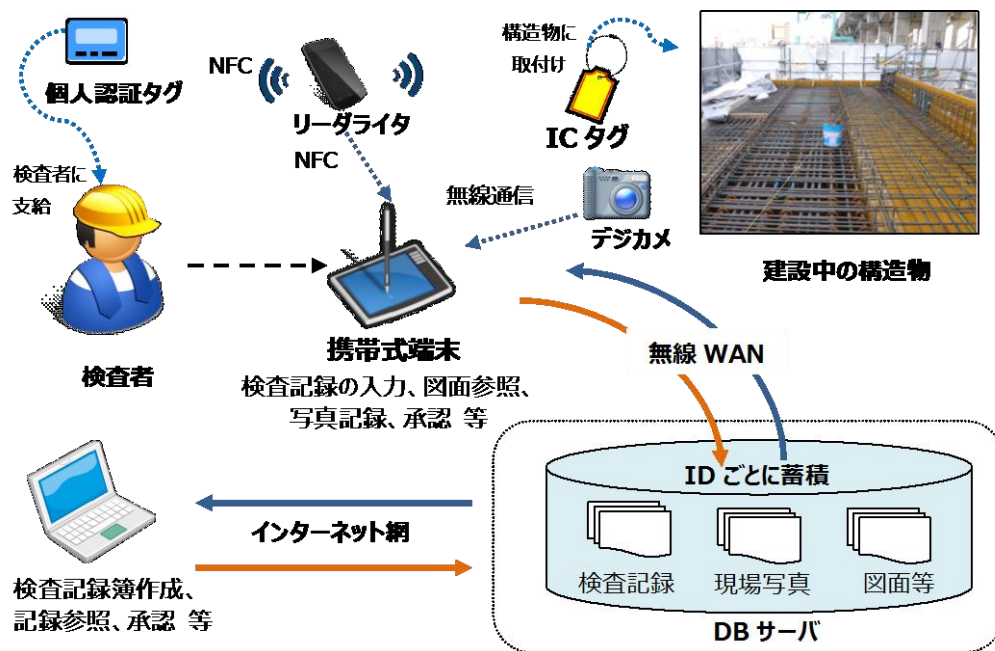 個人認証タグ
検査者に
支給
検査者
NFC
リーダライタ
NFC
構造物に
取付け
ICタグ
無線通信
デジカメ
建設中の構造物
携帯式端末
検査記録の入力、図面参照、
写真記録、承認 等
無線 WAN
インターネット網
検査記録簿作成、
記録参照、承認 等
ID ごとに蓄積
検査記録
現場写真
図面等
DB サーバ